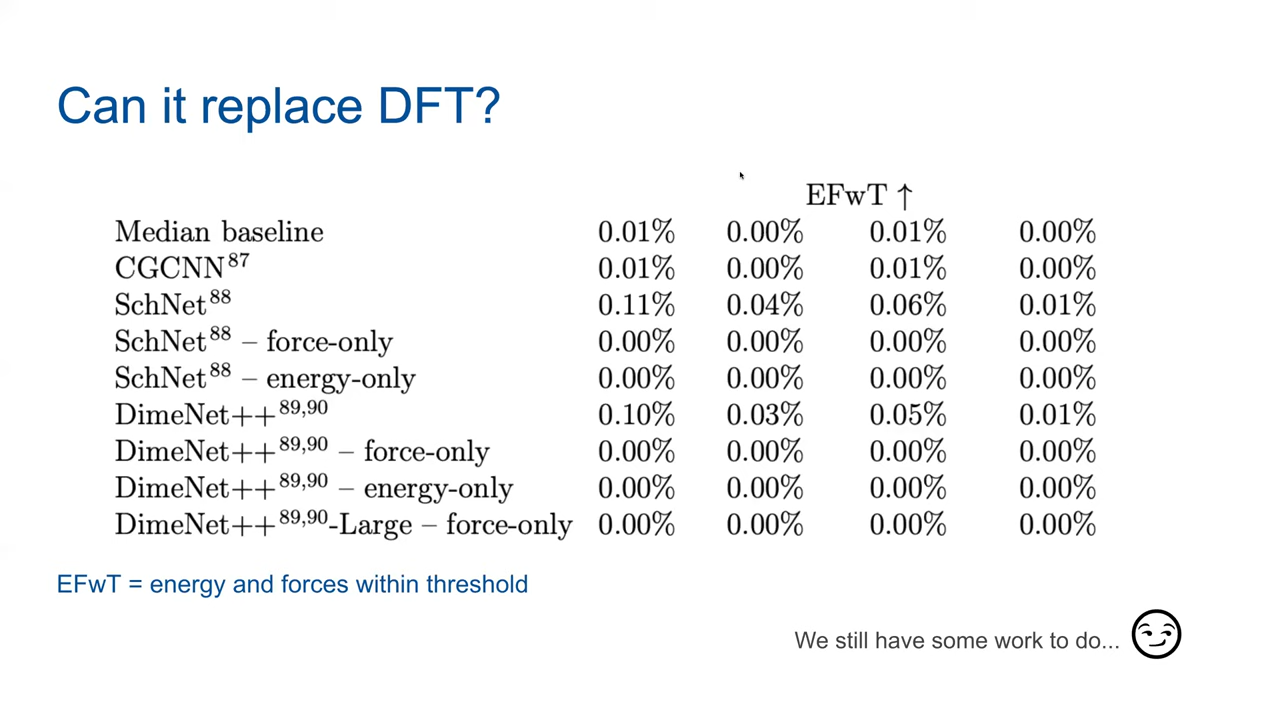 Can it replace DFT?
EFwT ↑
Median baseline 0.01% 0.00% 0.01% 0.00%
CGCNN87 0.01% 0.00% 0.01% 0.00%
SchNet88 0.11% 0.04% 0.06% 0.01%
SchNet88 – force-only 0.00% 0.00% 0.00% 0.00%
SchNet88 – energy-only 0.00% 0.00% 0.00% 0.00%
DimeNet++89,90 0.10% 0.03% 0.05% 0.01%
DimeNet++89,90 – force-only 0.00% 0.00% 0.00% 0.00%
DimeNet++89,90 – energy-only 0.00% 0.00% 0.00% 0.00%
DimeNet++89,90-Large – force-only 0.00% 0.00% 0.00% 0.00%
EFwT = energy and forces within threshold
We still have some work to do...